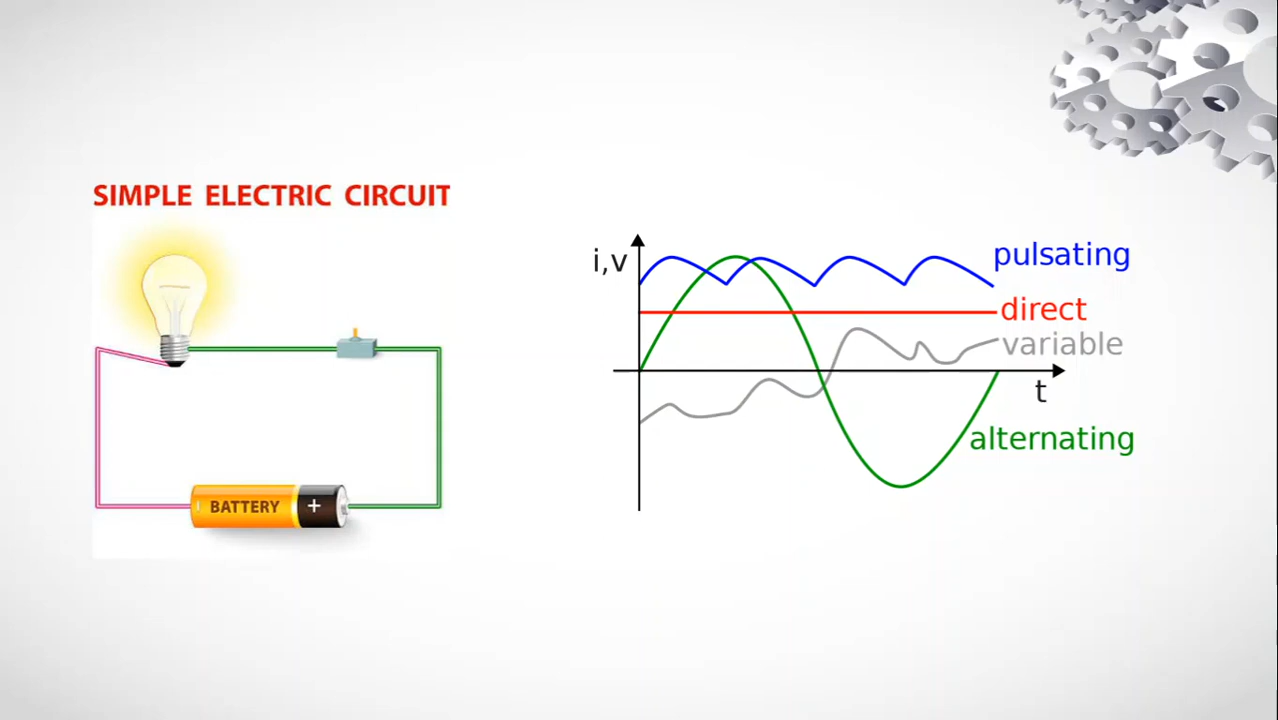 SIMPLE ELECTRIC CIRCUIT
BATTERY +
i,v
pulsating
direct
variable
t
alternating